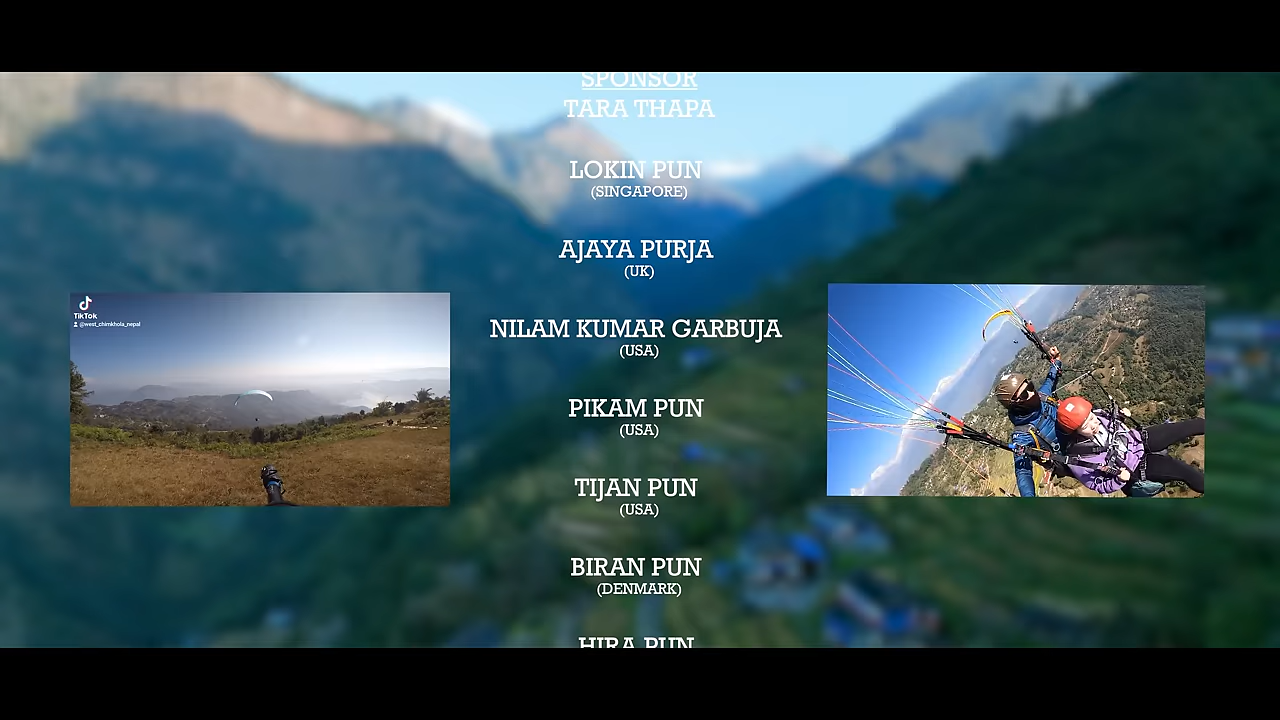 SPONSOR
TARA THAPA
LOKIN PUN
(SINGAPORE)
AJAYA PURJA
(UK)
NILAM KUMAR GARBUJA
(USA)
PIKAM PUN
(USA)
TIJAN PUN
(USA)
BIRAN PUN
(DENMARK)
HIRA PUN
TikTok
@west_chimkhola_nepal